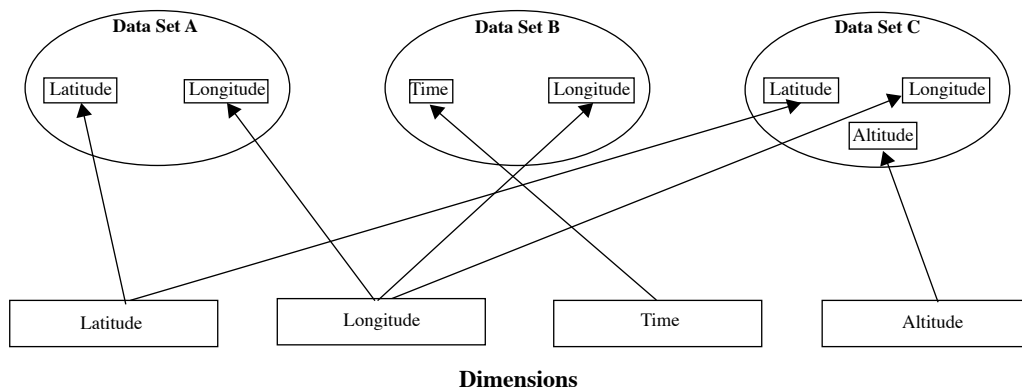 Data Set A
Data Set B
Data Set C
Latitude
Longitude
Time
Longitude
Latitude
Longitude
Altitude
Latitude
Longitude
Time
Altitude
Dimensions